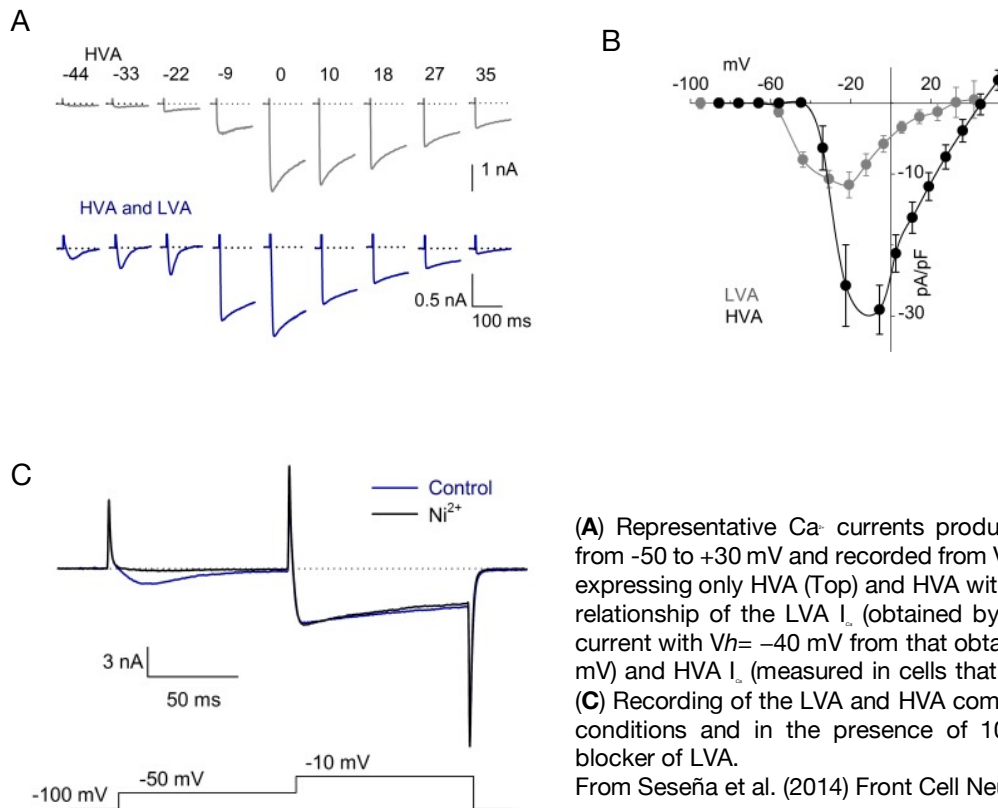 A
HVA
-44 -33 -22 -9 0 10 18 27 35
1 nA
HVA and LVA
0.5 nA
100 ms
B
mV
-100 -60 -20 20
-10
pA/pF
-30
LVA
HVA
C
Control
Ni2+
3 nA
50 ms
-10 mV
-50 mV
-100 mV
(A) Representative Ca currents produ
from -50 to +30 mV and recorded from V
expressing only HVA (Top) and HVA wit
relationship of the LVA I (obtained by
current with Vh= −40 mV from that obta
mV) and HVA I (measured in cells that
(C) Recording of the LVA and HVA com
conditions and in the presence of 10
blocker of LVA.
From Seseña et al. (2014) Front Cell Neu